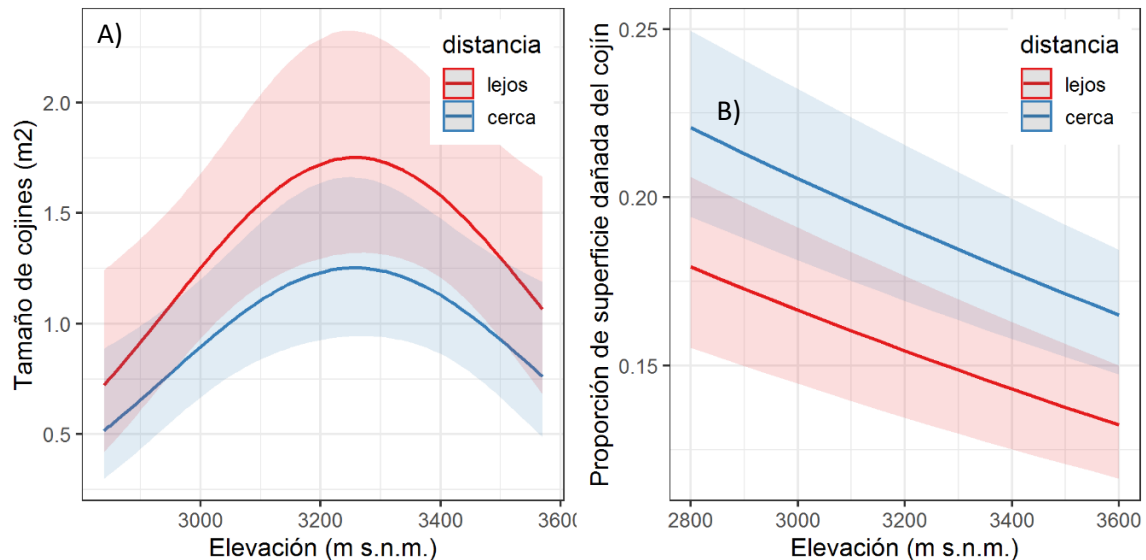 A)
distancia
lejos
cerca
Tamaño de cojines (m2)
2.0
1.5
1.0
0.5
3000
3200
3400
3600
Elevación (m s.n.m.)
B)
distancia
lejos
cerca
Proporción de superficie dañada del cojín
0.25
0.20
0.15
2800
3000
3200
3400
3600
Elevación (m s.n.m.)